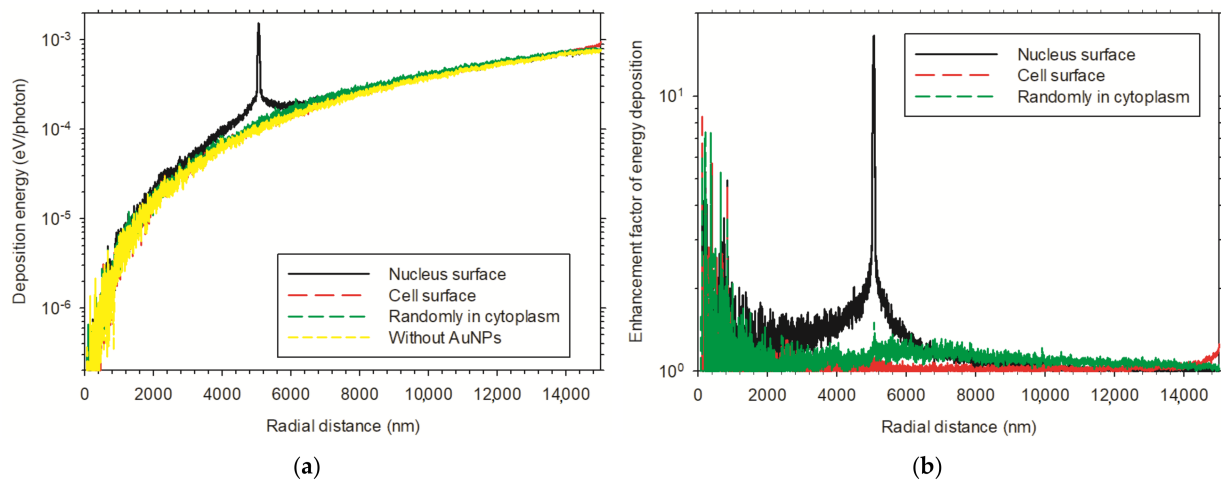 10⁻³
10⁻⁴
10⁻⁵
10⁻⁶
Deposition energy (eV/photon)
Nucleus surface
Cell surface
Randomly in cytoplasm
Without AuNPs
0 2000 4000 6000 8000 10,000 12,000 14,000
Radial distance (nm)
(a)
10¹
10⁰
Enhancement factor of energy deposition
Nucleus surface
Cell surface
Randomly in cytoplasm
0 2000 4000 6000 8000 10,000 12,000 14,000
Radial distance (nm)
(b)